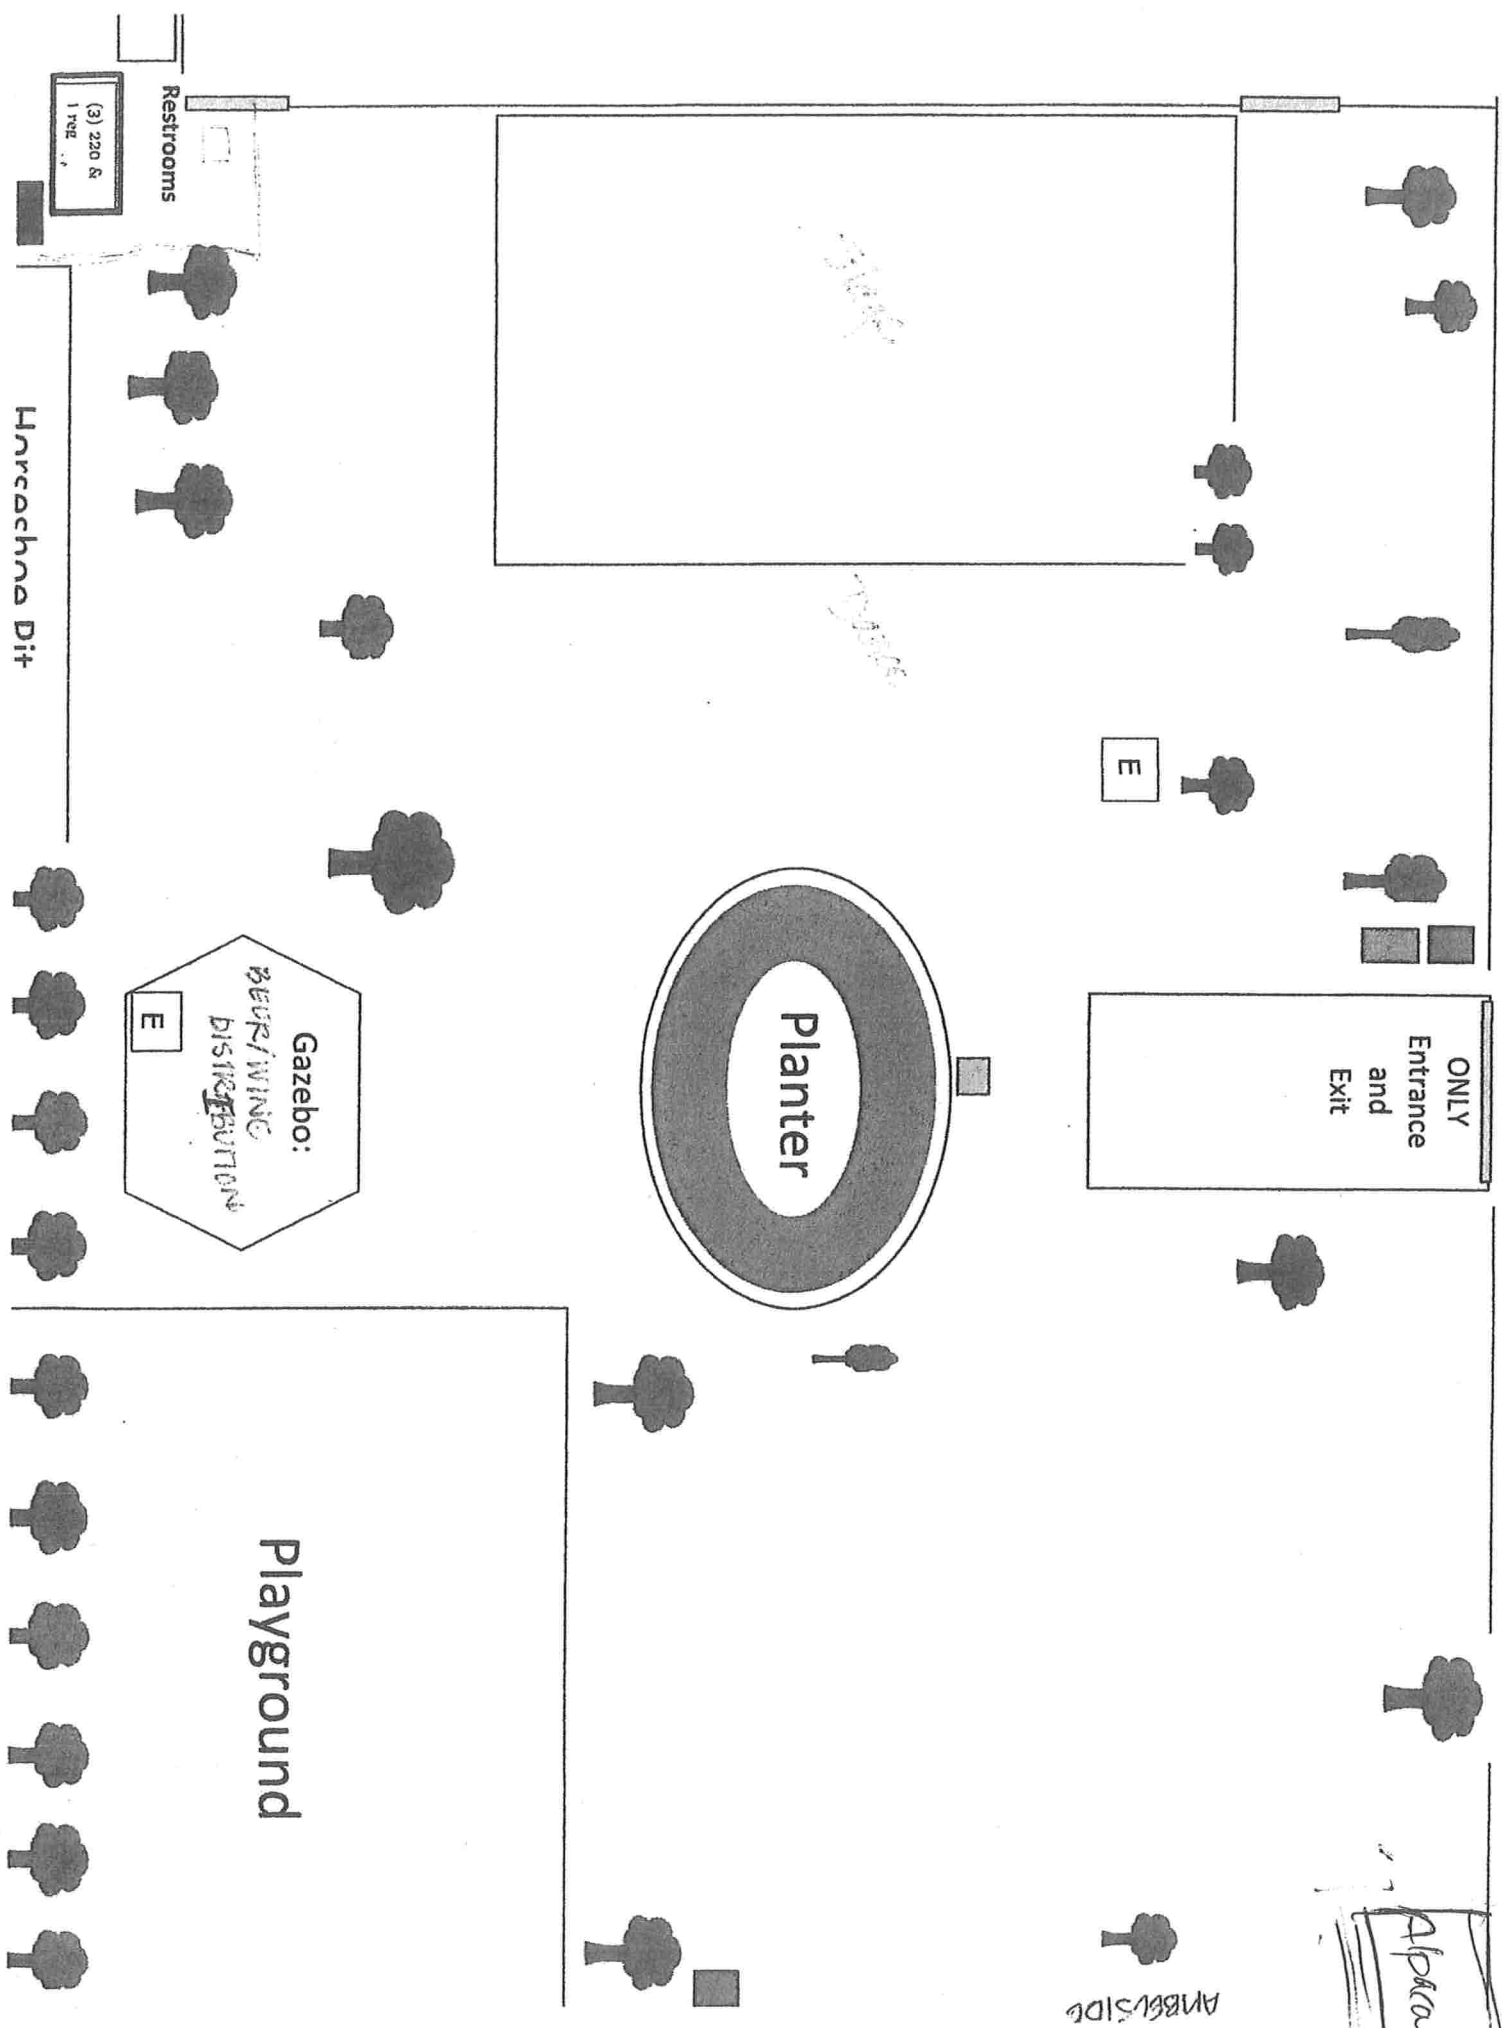 Restrooms
(3) 220 &
1 reg
Horseshoe Pit
E
ONLY
Entrance
and
Exit
Planter
Gazebo:
BEER/WINE
DISTRIBUTION
E
Playground
Alpaca